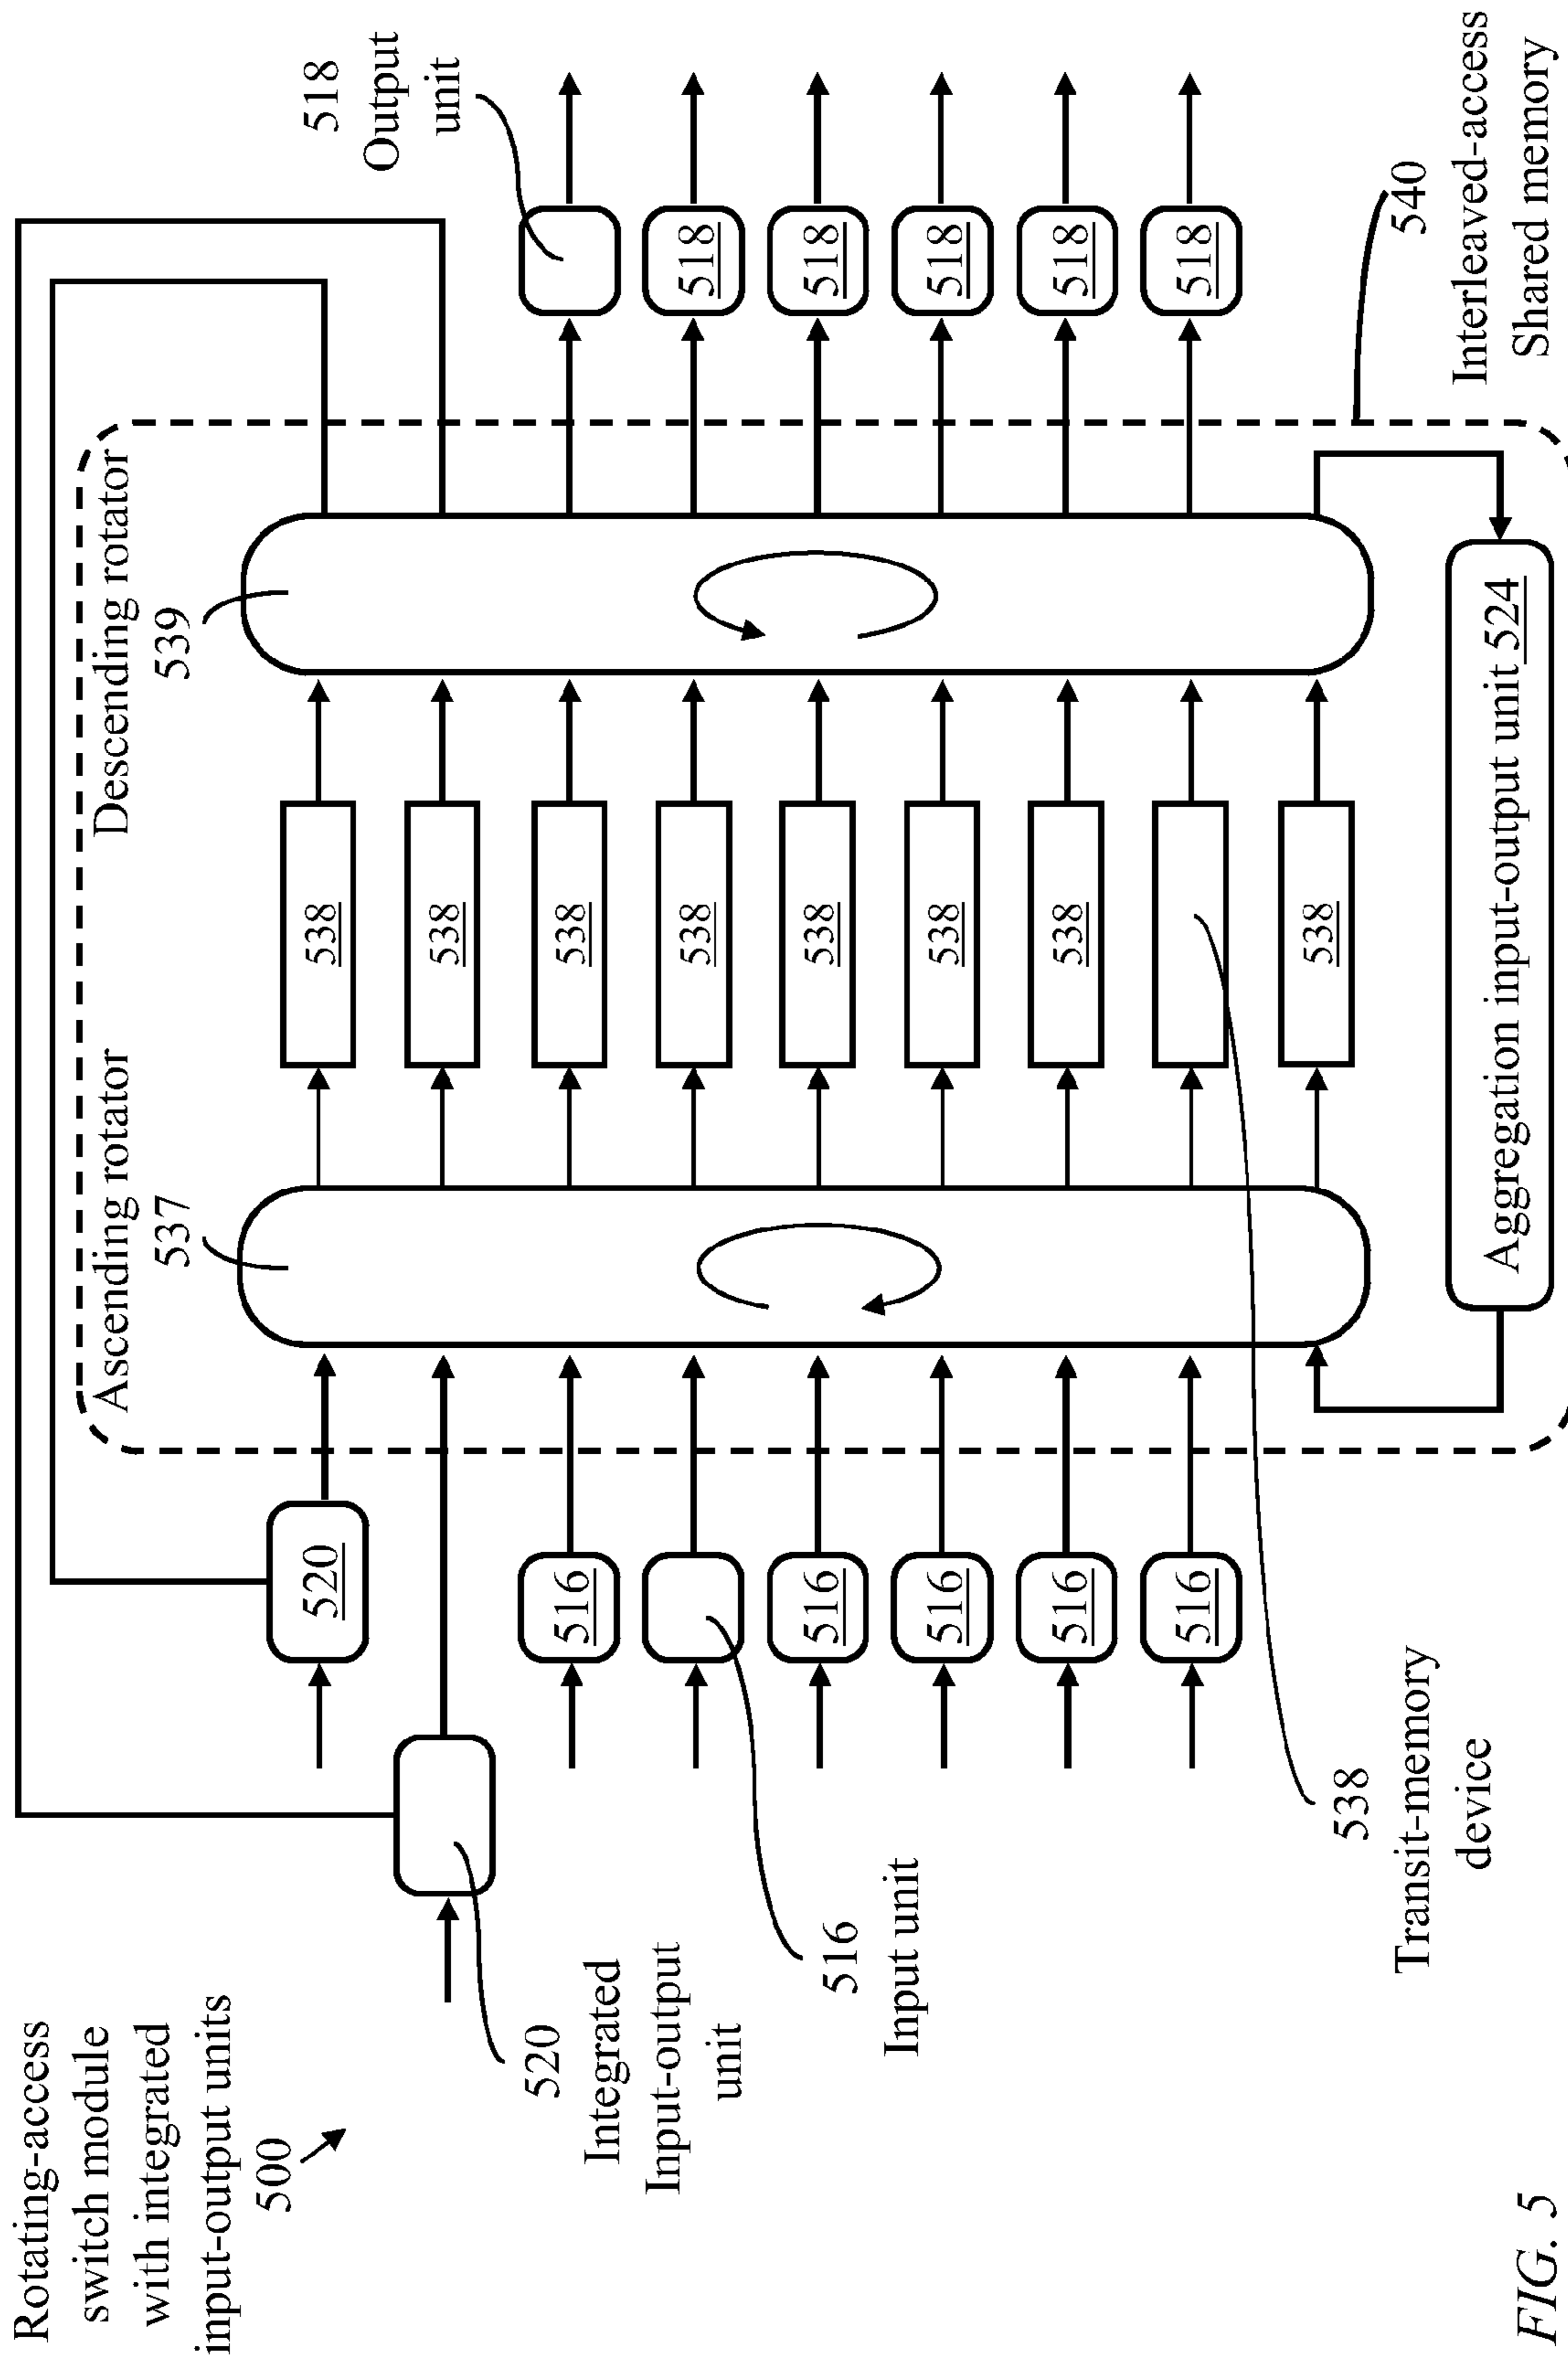 Rotating-access
switch module
with integrated
input-output units
500
520
Integrated
Input-output
unit
516
Input unit
538
Transit-memory
device
520
516
516
516
516
516
Ascending rotator
537
538
538
538
538
538
538
538
538
Descending rotator
539
Aggregation input-output unit 524
518
Output
unit
518
518
518
518
518
540
Interleaved-access
Shared memory
FIG. 5